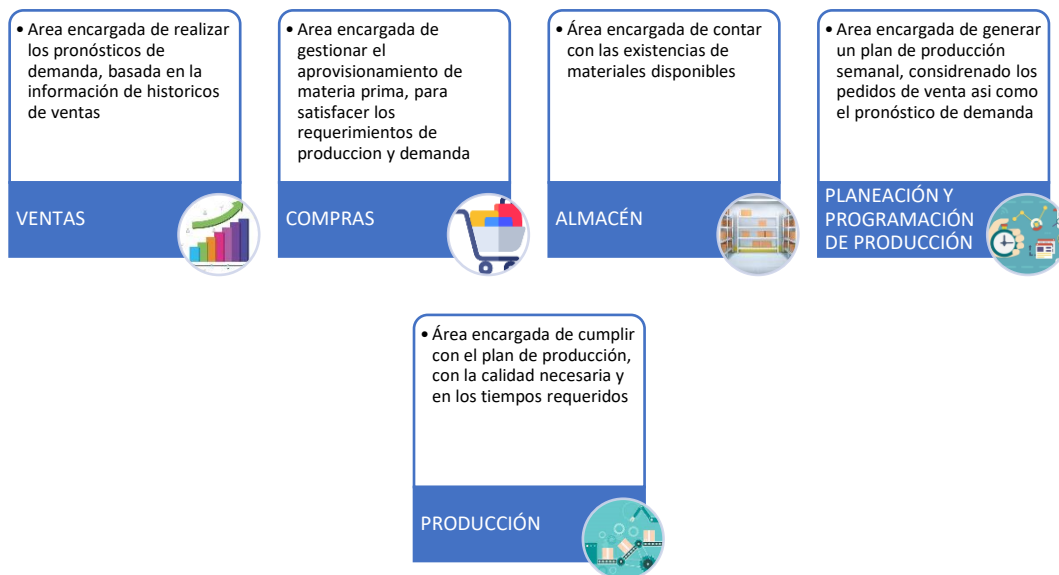 • Area encargada de realizar
los pronósticos de
demanda, basada en la
información de historicos
de ventas
VENTAS
• Area encargada de
gestionar el
aprovisionamiento de
materia prima, para
satisfacer los
requerimientos de
produccion y demanda
COMPRAS
• Área encargada de contar
con las existencias de
materiales disponibles
ALMACÉN
• Area encargada de generar
un plan de producción
semanal, considrenado los
pedidos de venta asi como
el pronóstico de demanda
PLANEACIÓN Y
PROGRAMACIÓN
DE PRODUCCIÓN
• Área encargada de cumplir
con el plan de producción,
con la calidad necesaria y
en los tiempos requeridos
PRODUCCIÓN